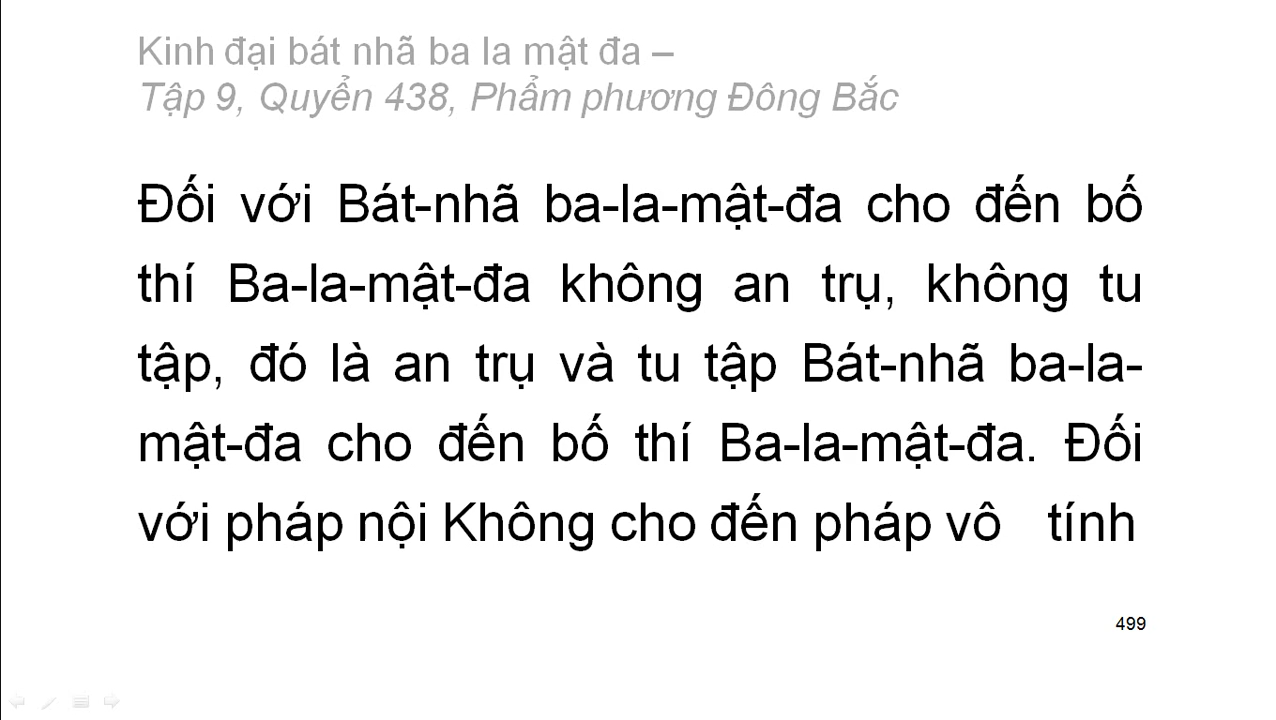 Kinh đại bát nhã ba la mật đa –
Tập 9, Quyển 438, Phẩm phương Đông Bắc
Đối với Bát-nhã ba-la-mật-đa cho đến bố
thí Ba-la-mật-đa không an trụ, không tu
tập, đó là an trụ và tu tập Bát-nhã ba-la-
mật-đa cho đến bố thí Ba-la-mật-đa. Đối
với pháp nội Không cho đến pháp vô tính
499